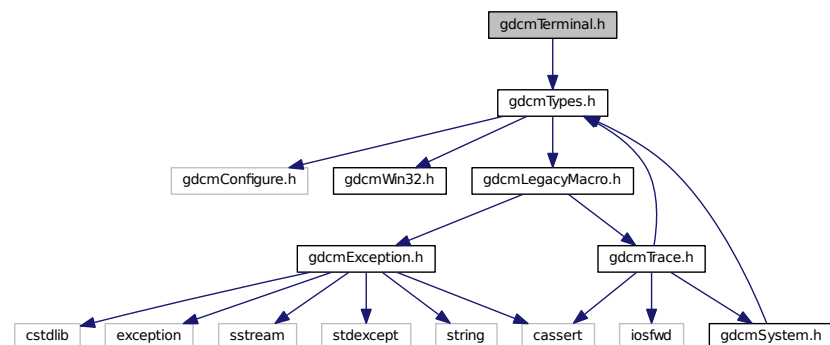 gdcmTerminal.h
gdcmTypes.h
gdcmConfigure.h
gdcmWin32.h
gdcmLegacyMacro.h
gdcmException.h
gdcmTrace.h
cstdlib
exception
sstream
stdexcept
string
cassert
iosfwd
gdcmSystem.h